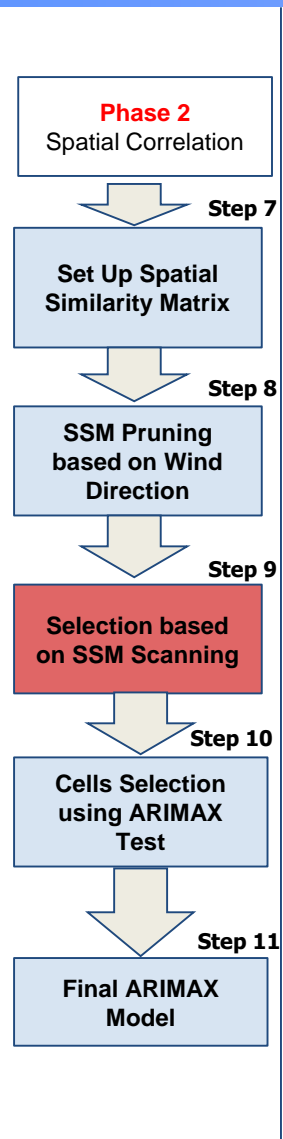 Phase 2
Spatial Correlation
Step 7
Set Up Spatial
Similarity Matrix
Step 8
SSM Pruning
based on Wind
Direction
Step 9
Selection based
on SSM Scanning
Step 10
Cells Selection
using ARIMAX
Test
Step 11
Final ARIMAX
Model